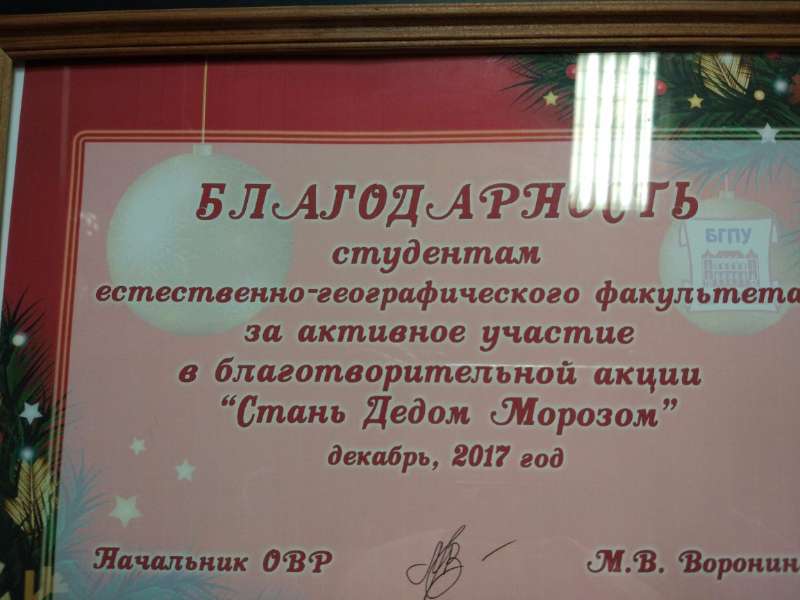 БЛАГОДАРНОСТЬ
БГПУ
студентам
естественно-географического факультета
за активное участие
в благотворительной акции
“Стань Дедом Морозом”
декабрь, 2017 год
Начальник ОВР
М.В. Воронин